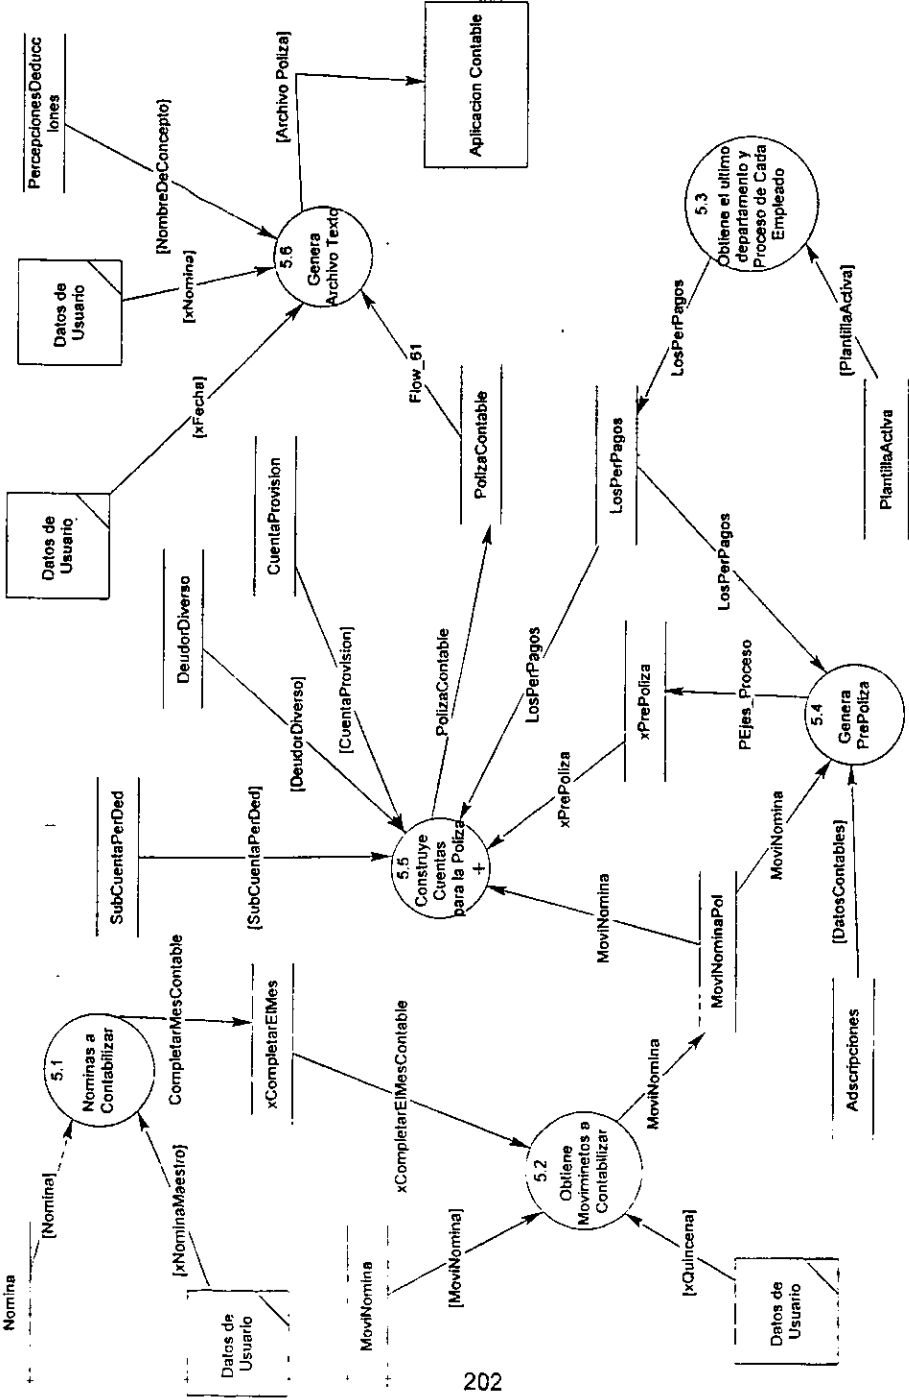 Nomina
[Nomina]
5.1
Nominas a
Contabilizar
[xNominaMaestro]
Datos de
Usuario
CompletarMesContable
xCompletarElMes
xCompletarElMesContable
MoviNomina
[MoviNomina]
5.2
Obtiene
Moviminetos a
Contabilizar
[xQuincena]
Datos de
Usuario
MoviNomina
MoviNominaPol
MoviNomina
MoviNomina
Adscripciones
[DatosContables]
5.4
Genera
PrePoliza
PEjes_Proceso
xPrePoliza
xPrePoliza
SubCuentaPerDed
[SubCuentaPerDed]
5.5
Construye
Cuentas
para la Poliza
+
DeudorDiverso
[DeudorDiverso]
CuentaProvision
[CuentaProvision]
PolizaContable
PolizaContable
LosPerPagos
LosPerPagos
LosPerPagos
LosPerPagos
PlantillaActiva
[PlantillaActiva]
5.3
Obtiene el ultimo
departamento y
Proceso de Cada
Empleado
Flow_61
Datos de
Usuario
[xFecha]
Datos de
Usuario
[xNomina]
PercepcionesDeducc
iones
[NombreDeConcepto]
5.6
Genera
Archivo Texto
[Archivo Poliza]
Aplicacion Contable
202